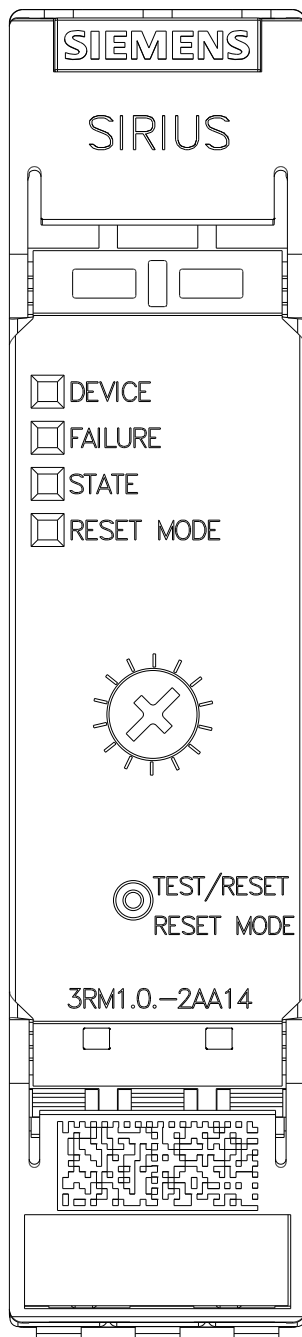 SIEMENS
SIRIUS
DEVICE
FAILURE
STATE
RESET MODE
TEST/RESET
RESET MODE
3RM1.0.-2AA14